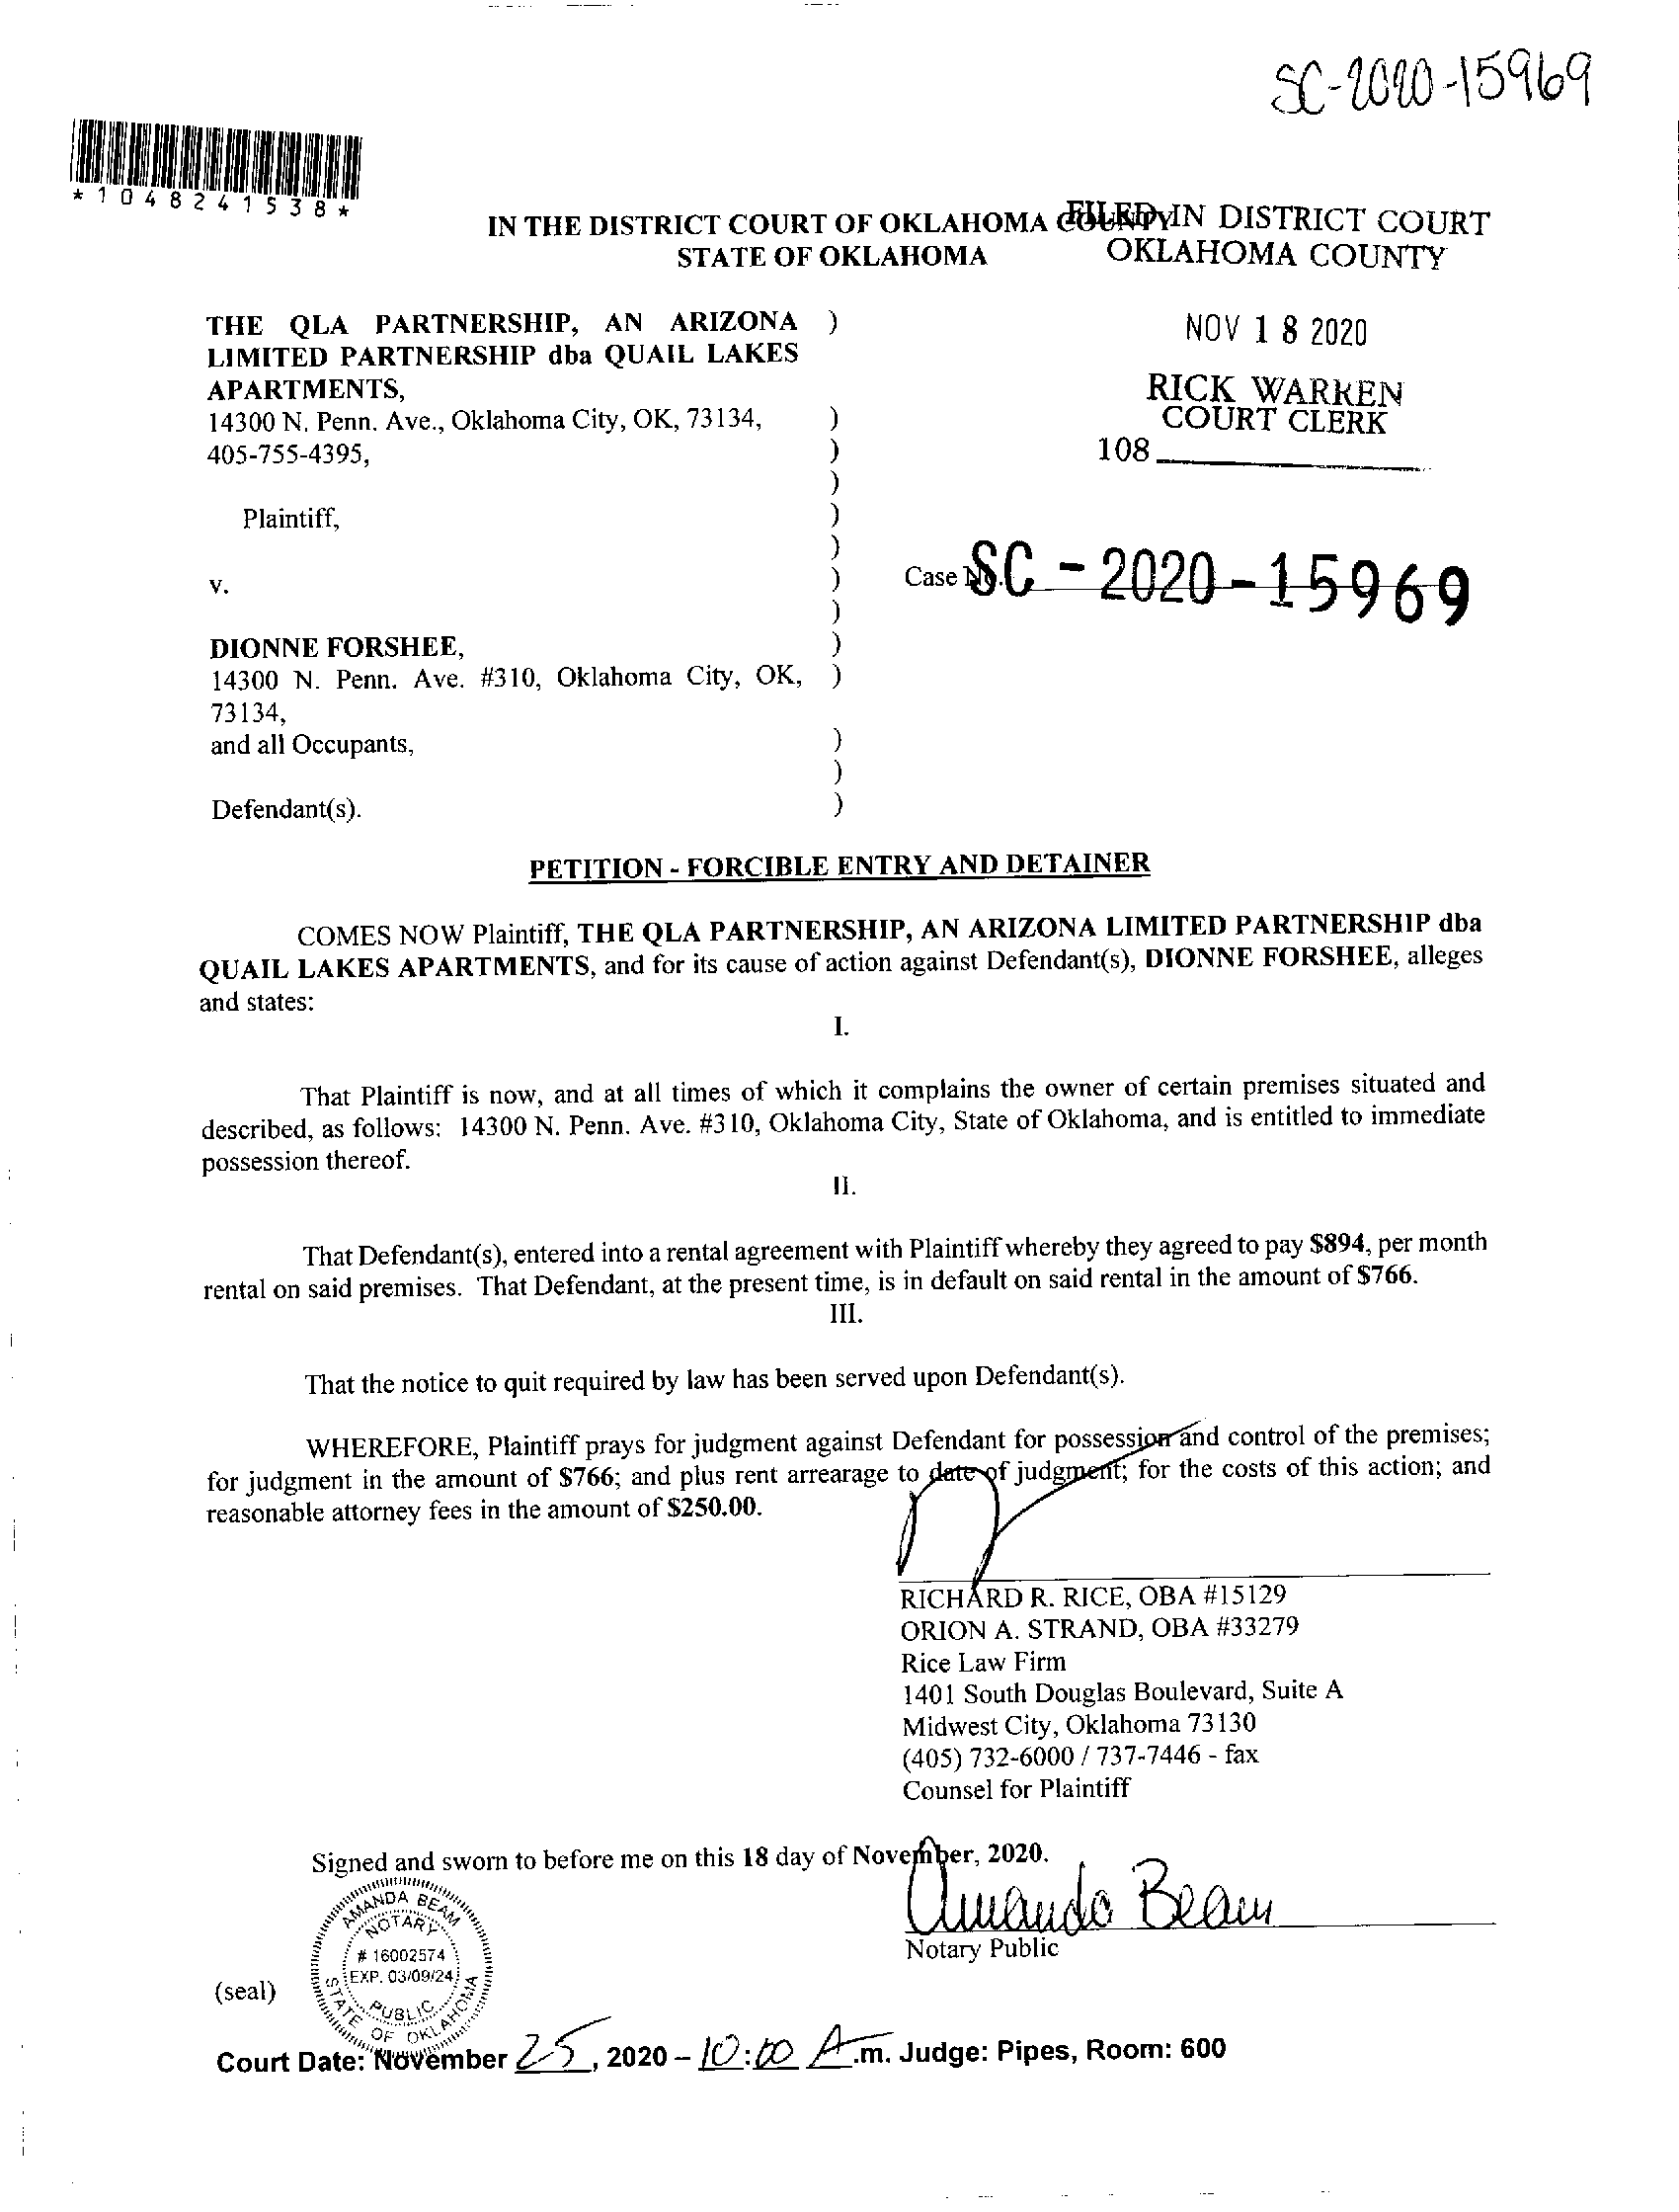 SC-2020-15969
*1048241538*
IN THE DISTRICT COURT OF OKLAHOMA COUNTY
STATE OF OKLAHOMA
FILED IN DISTRICT COURT
OKLAHOMA COUNTY
NOV 18 2020
RICK WARREN
COURT CLERK
108
THE QLA PARTNERSHIP, AN ARIZONA )
LIMITED PARTNERSHIP dba QUAIL LAKES
APARTMENTS,
14300 N. Penn. Ave., Oklahoma City, OK, 73134, )
405-755-4395, )
)
Plaintiff, )
)
v. )
)
Case No. SC-2020-15969
DIONNE FORSHEE, )
14300 N. Penn. Ave. #310, Oklahoma City, OK, )
73134,
and all Occupants, )
)
Defendant(s). )
PETITION - FORCIBLE ENTRY AND DETAINER
COMES NOW Plaintiff, THE QLA PARTNERSHIP, AN ARIZONA LIMITED PARTNERSHIP dba
QUAIL LAKES APARTMENTS, and for its cause of action against Defendant(s), DIONNE FORSHEE, alleges
and states:
I.
That Plaintiff is now, and at all times of which it complains the owner of certain premises situated and
described, as follows: 14300 N. Penn. Ave. #310, Oklahoma City, State of Oklahoma, and is entitled to immediate
possession thereof.
II.
That Defendant(s), entered into a rental agreement with Plaintiff whereby they agreed to pay $894, per month
rental on said premises. That Defendant, at the present time, is in default on said rental in the amount of $766.
III.
That the notice to quit required by law has been served upon Defendant(s).
WHEREFORE, Plaintiff prays for judgment against Defendant for possession and control of the premises;
for judgment in the amount of $766; and plus rent arrearage to date of judgment; for the costs of this action; and
reasonable attorney fees in the amount of $250.00.
RICHARD R. RICE, OBA #15129
ORION A. STRAND, OBA #33279
Rice Law Firm
1401 South Douglas Boulevard, Suite A
Midwest City, Oklahoma 73130
(405) 732-6000 / 737-7446 - fax
Counsel for Plaintiff
Signed and sworn to before me on this 18 day of November, 2020.
Amanda Beam
Notary Public
AMANDA BEAM
NOTARY
# 16002574
EXP. 03/09/24
PUBLIC
STATE OF OKLAHOMA
(seal)
Court Date: November 25, 2020 - 10:00 A.m. Judge: Pipes, Room: 600